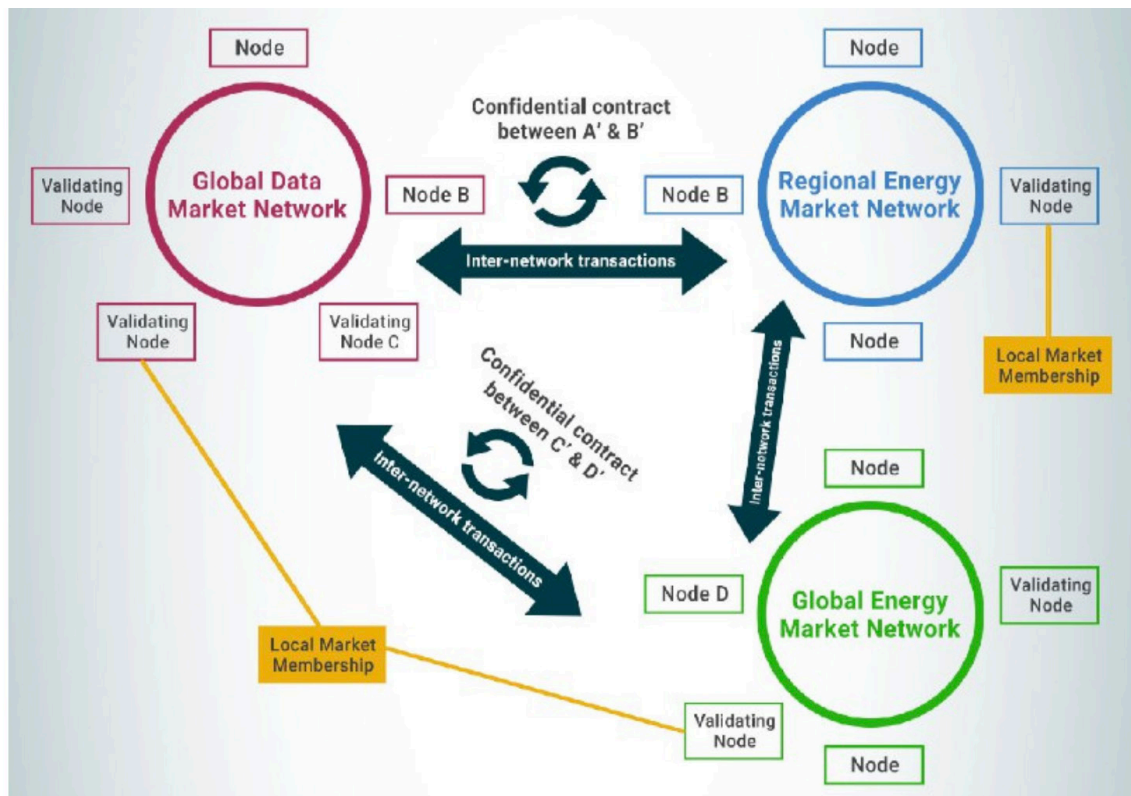 Node
Node
Confidential contract
between A' & B'
Validating
Node
Global Data
Market Network
Node B
Node B
Regional Energy
Market Network
Validating
Node
Inter-network transactions
Validating
Node
Validating
Node C
Node
Local Market
Membership
Confidential contract
between C' & D'
Inter-network transactions
Inter-network transactions
Node
Node D
Global Energy
Market Network
Validating
Node
Local Market
Membership
Validating
Node
Node